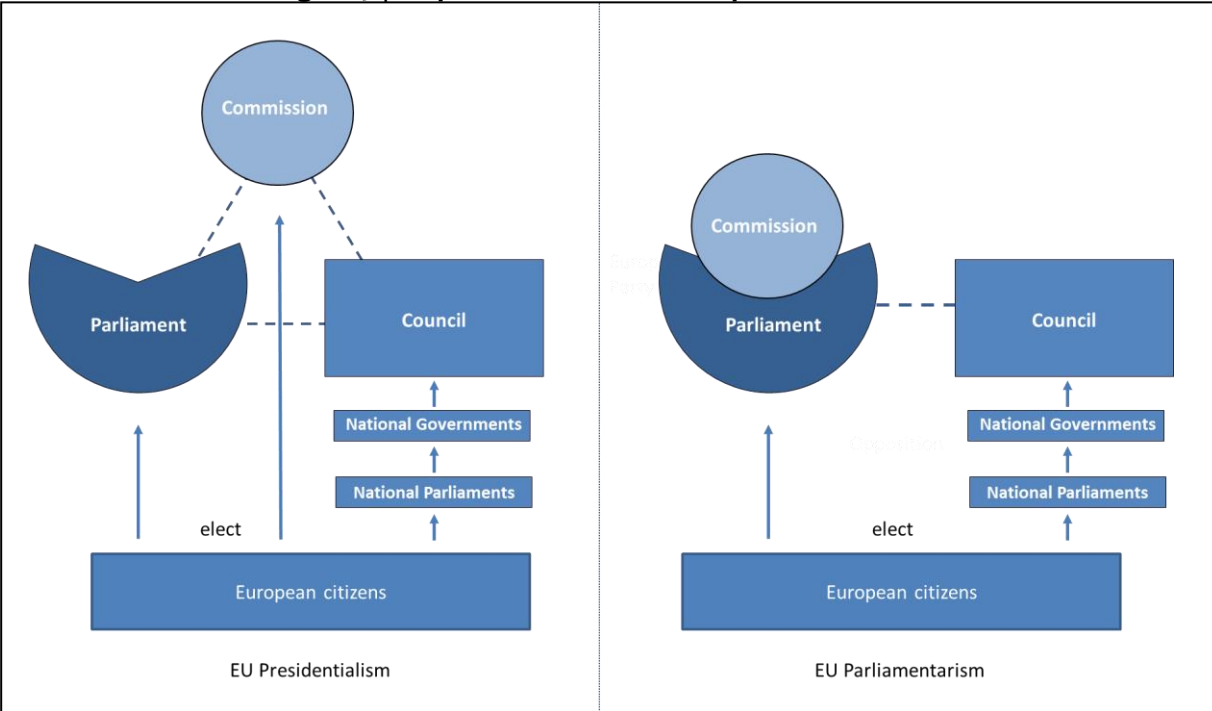 Commission
Parliament
Council
National Governments
National Parliaments
elect
European citizens
EU Presidentialism
Commission
Parliament
Council
National Governments
National Parliaments
elect
European citizens
EU Parliamentarism
Opposition